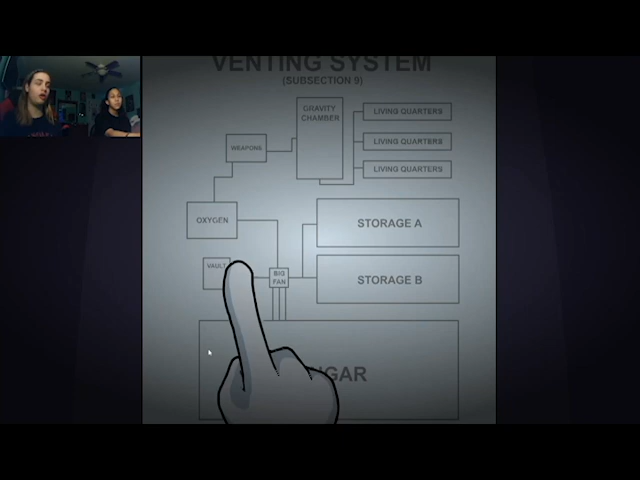 VENTING SYSTEM
(SUBSECTION 9)
GRAVITY
CHAMBER
LIVING QUARTERS
WEAPONS
LIVING QUARTERS
LIVING QUARTERS
OXYGEN
STORAGE A
VAULT
BIG
FAN
STORAGE B